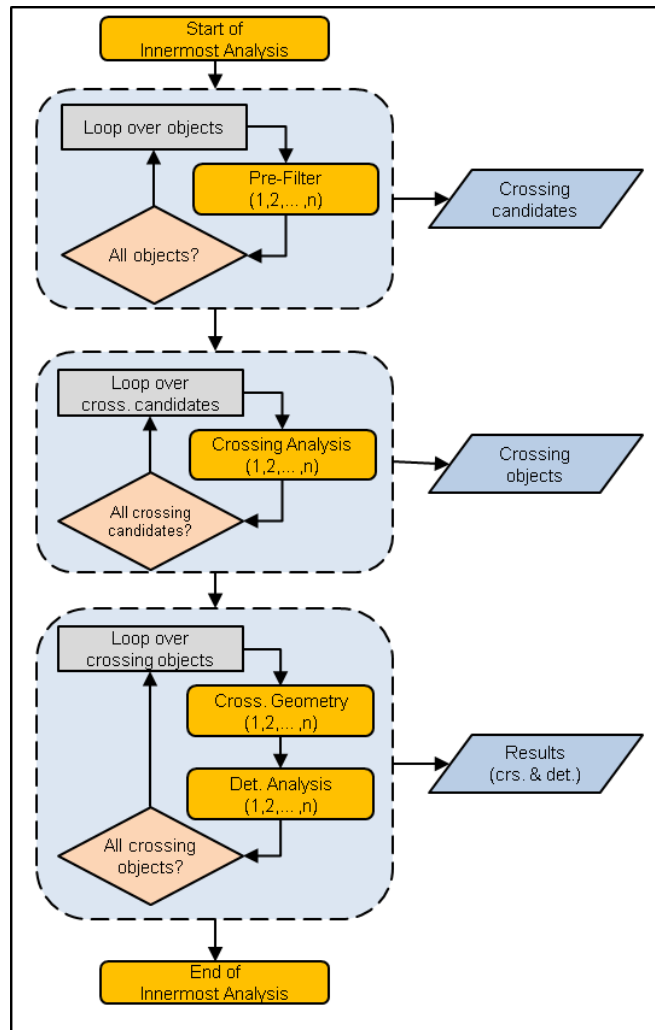 Start of
Innermost Analysis
Loop over objects
Pre-Filter
(1,2,... ,n)
All objects?
Crossing
candidates
Loop over
cross. candidates
Crossing Analysis
(1,2,... ,n)
All crossing
candidates?
Crossing
objects
Loop over
crossing objects
Cross. Geometry
(1,2,... ,n)
Det. Analysis
(1,2,... ,n)
All crossing
objects?
Results
(crs. & det.)
End of
Innermost Analysis